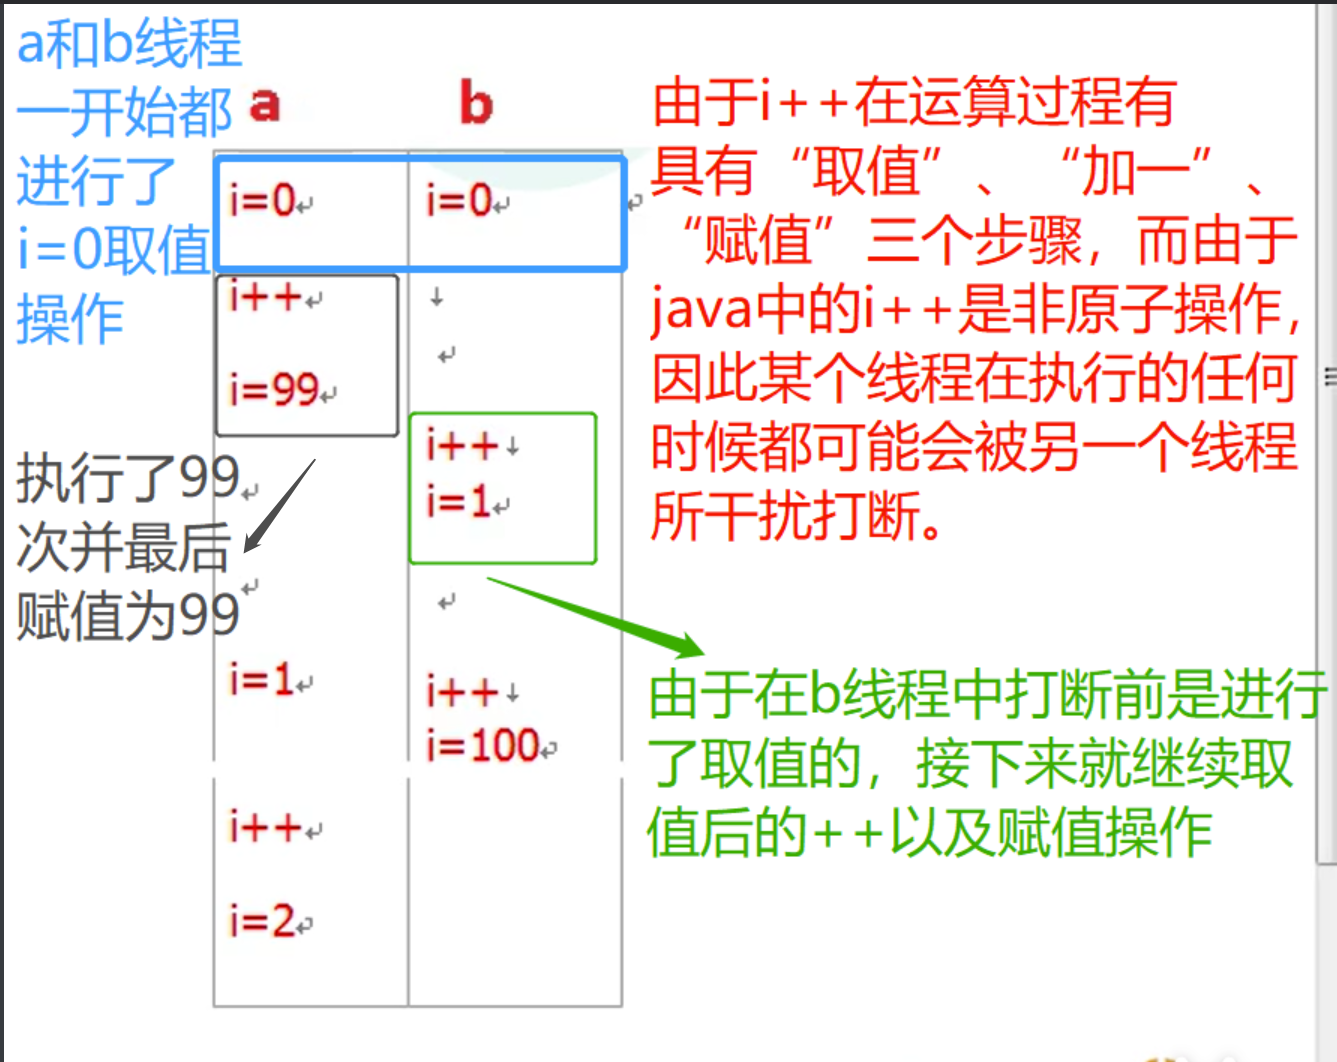 a和b线程
一开始都
进行了
i=0取值
操作
a b
i=0 i=0
i++
i=99
i++
i=1
执行了99
次并最后
赋值为99
i=1
i++
i=100
i++
i=2
由于i++在运算过程有
具有“取值”、“加一”、
“赋值”三个步骤，而由于
java中的i++是非原子操作，
因此某个线程在执行的任何
时候都可能会被另一个线程
所干扰打断。
由于在b线程中打断前是进行
了取值的，接下来就继续取
值后的++以及赋值操作